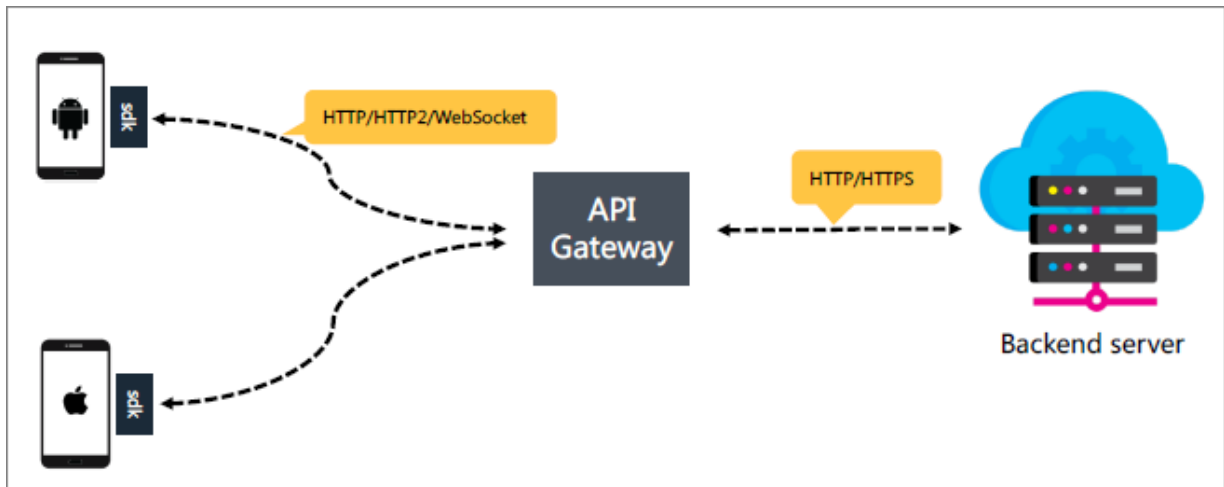 sdk
HTTP/HTTP2/WebSocket
HTTP/HTTPS
API
Gateway
Backend server
sdk